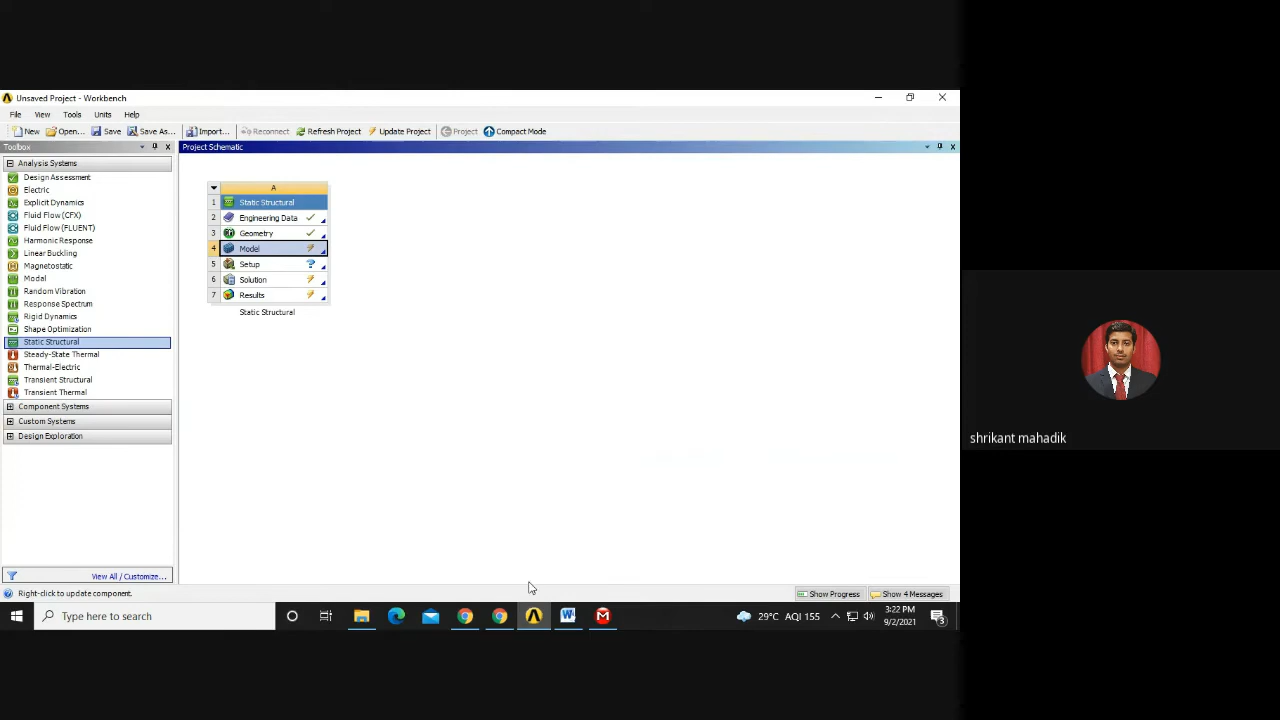 Unsaved Project - Workbench
File View Tools Units Help
New Open... Save Save As... Import... Reconnect Refresh Project Update Project Project Compact Mode
Toolbox
Analysis Systems
Design Assessment
Electric
Explicit Dynamics
Fluid Flow (CFX)
Fluid Flow (FLUENT)
Harmonic Response
Linear Buckling
Magnetostatic
Modal
Random Vibration
Response Spectrum
Rigid Dynamics
Shape Optimization
Static Structural
Steady-State Thermal
Thermal-Electric
Transient Structural
Transient Thermal
Component Systems
Custom Systems
Design Exploration
View All / Customize...
Project Schematic
A
1 Static Structural
2 Engineering Data
3 Geometry
4 Model
5 Setup
6 Solution
7 Results
Static Structural
shrikant mahadik
Right-click to update component.
Show Progress Show 4 Messages
Type here to search
29°C AQI 155
3:22 PM
9/2/2021
3